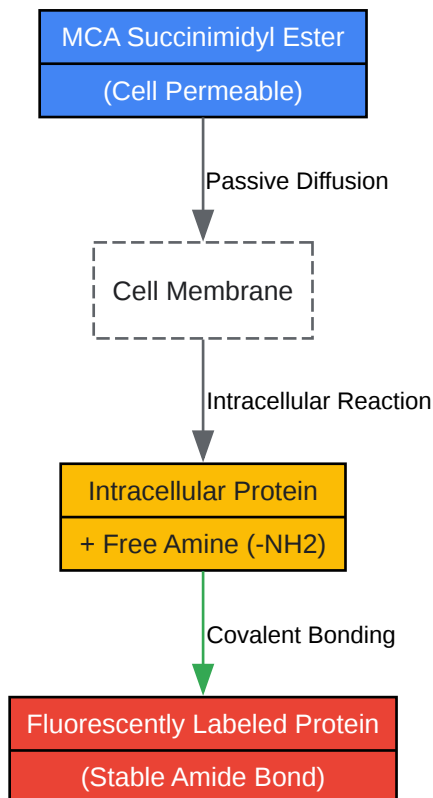 MCA Succinimidyl Ester
(Cell Permeable)
Passive Diffusion
Cell Membrane
Intracellular Reaction
Intracellular Protein
+ Free Amine (-NH2)
Covalent Bonding
Fluorescently Labeled Protein
(Stable Amide Bond)